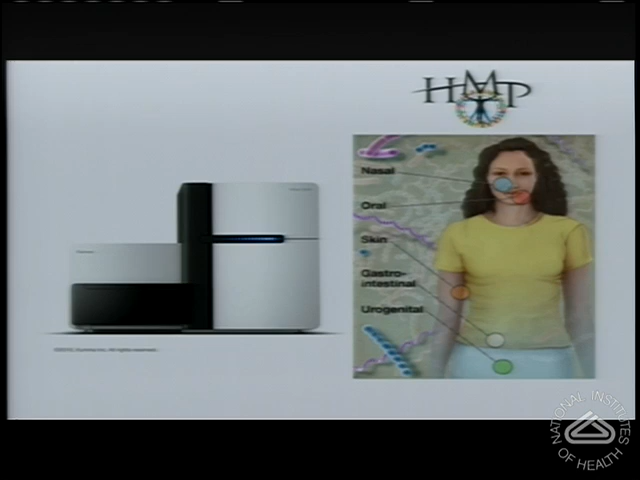 HMP
Nasal
Oral
Skin
Gastro-
intestinal
Urogenital
NATIONAL INSTITUTES
OF HEALTH